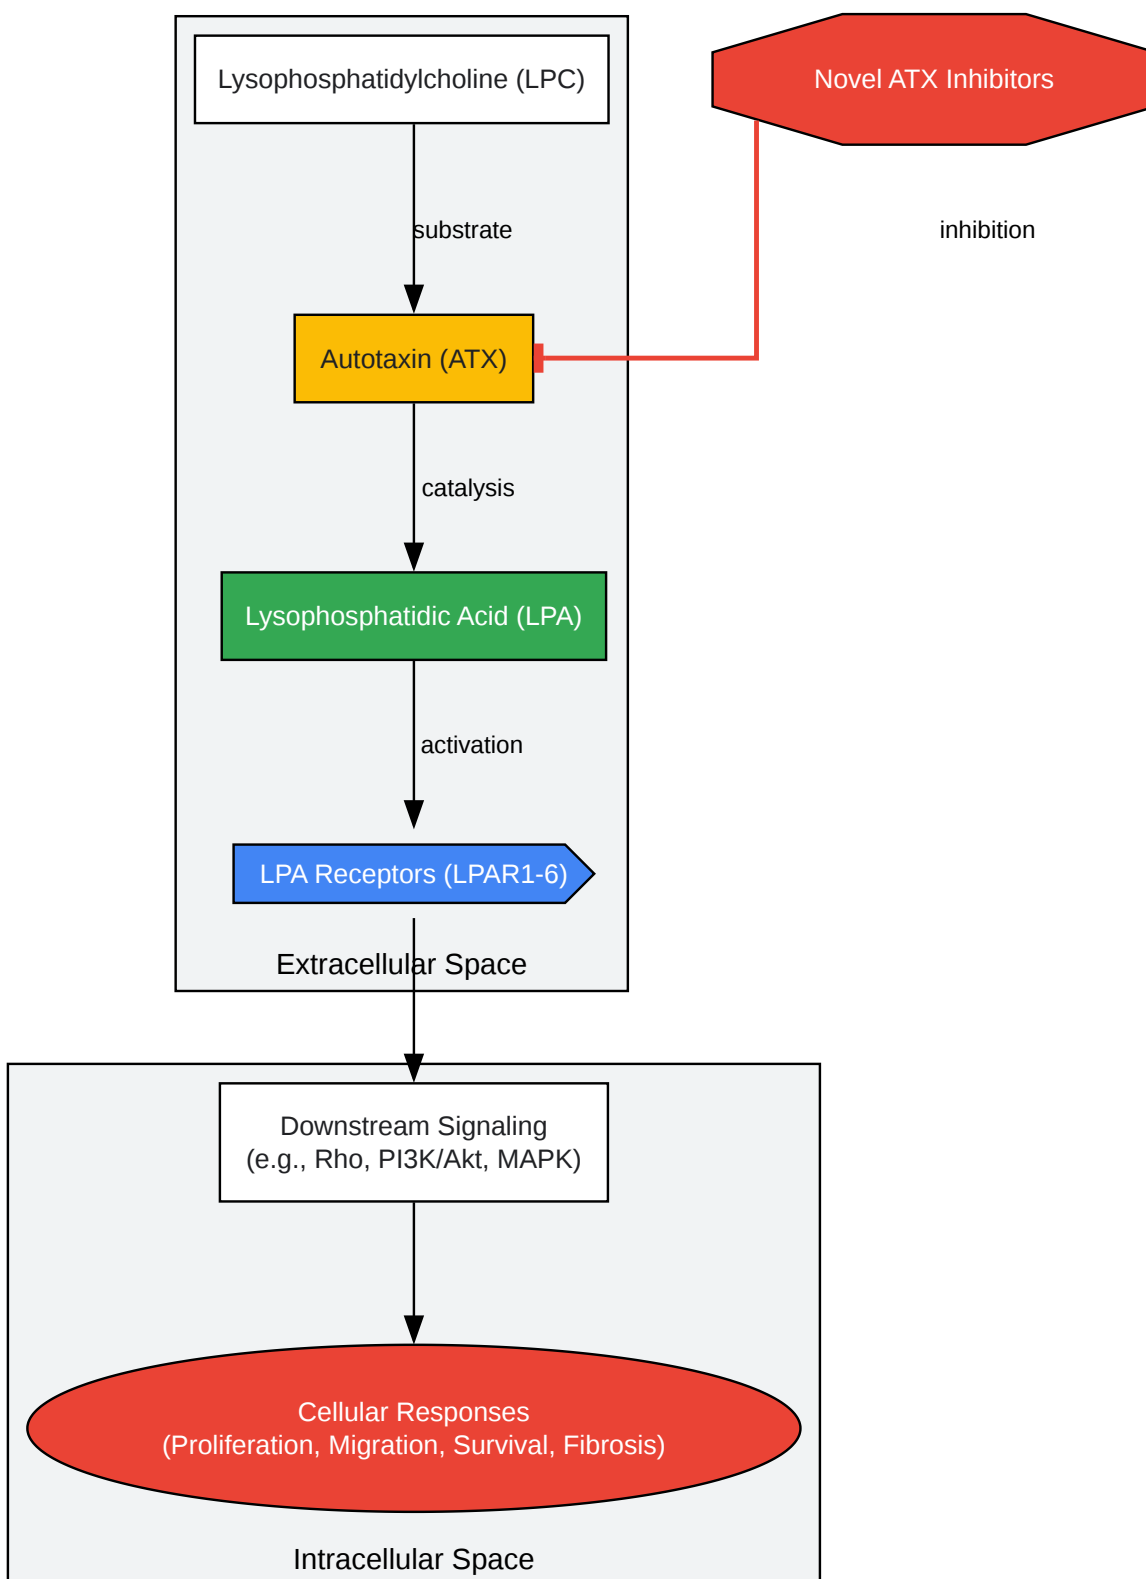 Lysophosphatidylcholine (LPC)
Novel ATX Inhibitors
substrate
inhibition
Autotaxin (ATX)
catalysis
Lysophosphatidic Acid (LPA)
activation
LPA Receptors (LPAR1-6)
Extracellular Space
Downstream Signaling
(e.g., Rho, PI3K/Akt, MAPK)
Cellular Responses
(Proliferation, Migration, Survival, Fibrosis)
Intracellular Space